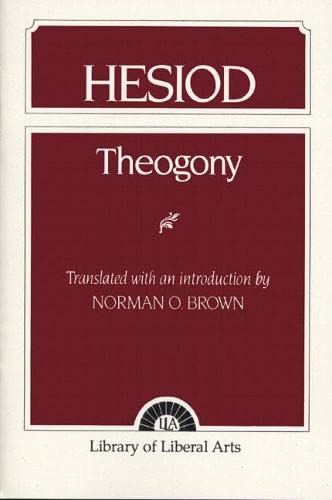 HESIOD
Theogony
Translated with an introduction by
NORMAN O. BROWN
LLA
Library of Liberal Arts